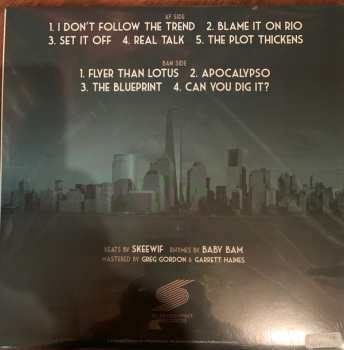 AF SIDE
1. I DON'T FOLLOW THE TREND 2. BLAME IT ON RIO
3. SET IT OFF 4. REAL TALK 5. THE PLOT THICKENS
BAM SIDE
1. FLYER THAN LOTUS 2. APOCALYPSO
3. THE BLUEPRINT 4. CAN YOU DIG IT?
BEATS BY SKEEWIFF RHYMES BY BABY BAM
MASTERED BY GREG GORDON & GARRETT HAINES